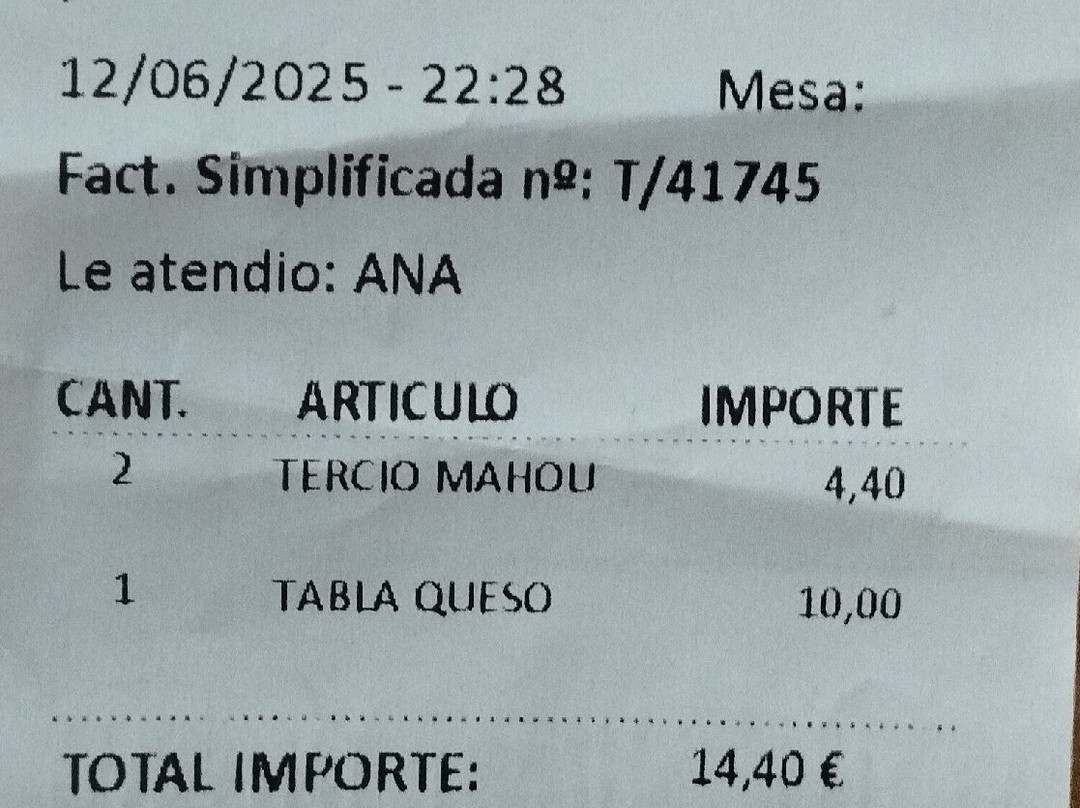 12/06/2025 - 22:28 Mesa:
Fact. Simplificada nº: T/41745
Le atendio: ANA
CANT. ARTICULO IMPORTE
2 TERCIO MAHOU 4,40
1 TABLA QUESO 10,00
TOTAL IMPORTE: 14,40 €